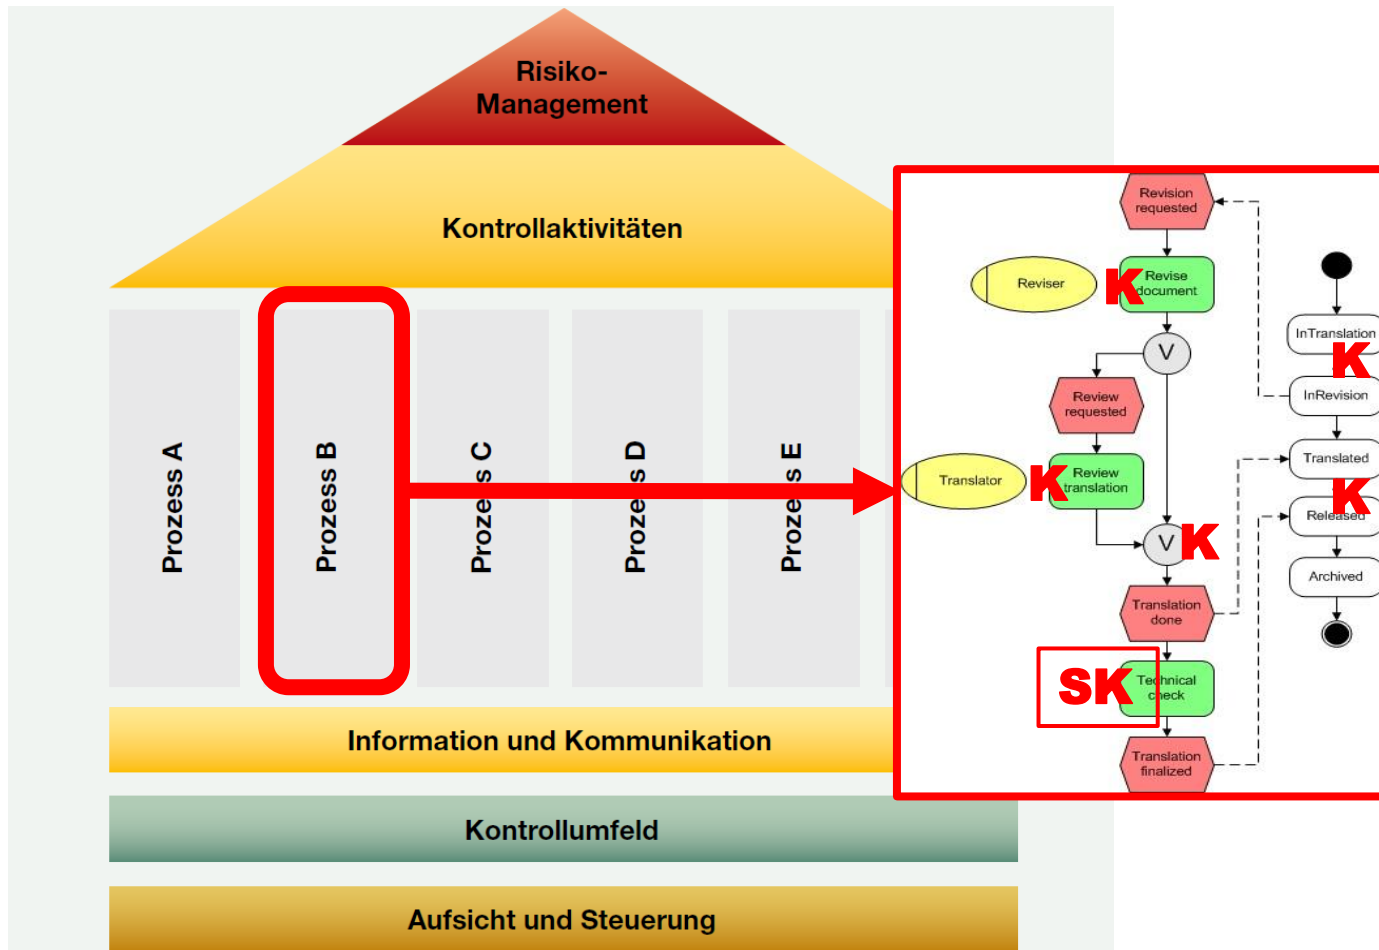 Risiko-
Management
Kontrollaktivitäten
Prozess A
Prozess B
Prozess C
Prozess D
Prozess E
Information und Kommunikation
Kontrollumfeld
Aufsicht und Steuerung
Revision
requested
Reviser
K
Revise
document
V
Review
requested
Translator
K
Review
translation
V
K
Translation
done
SK
Technical
check
Translation
finalized
InTranslation
K
InRevision
Translated
K
Released
Archived